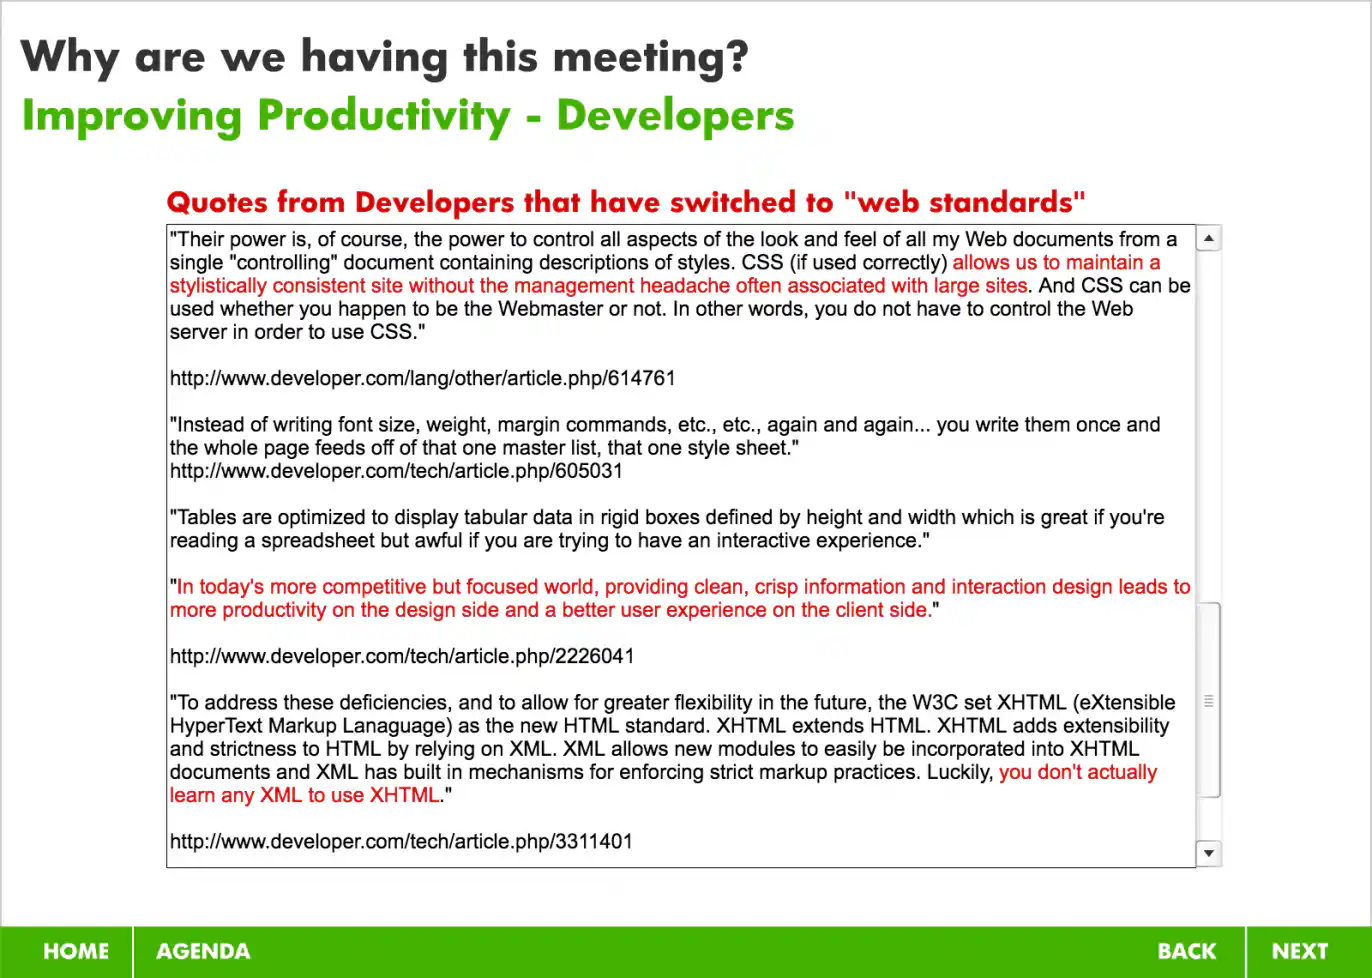 Why are we having this meeting?
Improving Productivity - Developers
Quotes from Developers that have switched to "web standards"
"Their power is, of course, the power to control all aspects of the look and feel of all my Web documents from a
single "controlling" document containing descriptions of styles. CSS (if used correctly) allows us to maintain a
stylistically consistent site without the management headache often associated with large sites. And CSS can be
used whether you happen to be the Webmaster or not. In other words, you do not have to control the Web
server in order to use CSS."
http://www.developer.com/lang/other/article.php/614761
"Instead of writing font size, weight, margin commands, etc., etc., again and again... you write them once and
the whole page feeds off of that one master list, that one style sheet."
http://www.developer.com/tech/article.php/605031
"Tables are optimized to display tabular data in rigid boxes defined by height and width which is great if you're
reading a spreadsheet but awful if you are trying to have an interactive experience."
"In today's more competitive but focused world, providing clean, crisp information and interaction design leads to
more productivity on the design side and a better user experience on the client side."
http://www.developer.com/tech/article.php/2226041
"To address these deficiencies, and to allow for greater flexibility in the future, the W3C set XHTML (eXtensible
HyperText Markup Lanaguage) as the new HTML standard. XHTML extends HTML. XHTML adds extensibility
and strictness to HTML by relying on XML. XML allows new modules to easily be incorporated into XHTML
documents and XML has built in mechanisms for enforcing strict markup practices. Luckily, you don't actually
learn any XML to use XHTML."
http://www.developer.com/tech/article.php/3311401
HOME AGENDA BACK NEXT